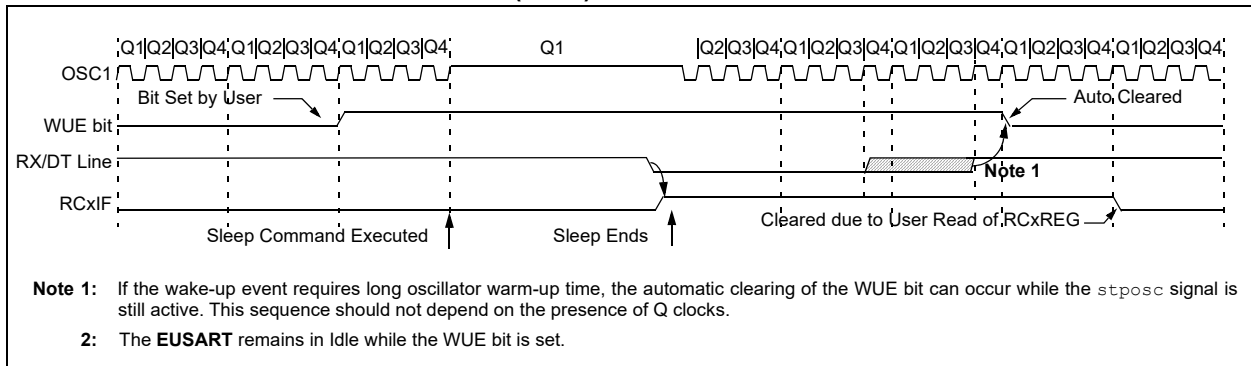 Q1 Q2 Q3 Q4 Q1 Q2 Q3 Q4 Q1 Q2 Q3 Q4 Q1 Q2 Q3 Q4 Q1 Q2 Q3 Q4 Q1 Q2 Q3 Q4 Q1 Q2 Q3 Q4 Q1 Q2 Q3 Q4
OSC1
Bit Set by User
Auto Cleared
WUE bit
RX/DT Line
Note 1
RCxIF
Cleared due to User Read of RCxREG
Sleep Command Executed
Sleep Ends
Note 1: If the wake-up event requires long oscillator warm-up time, the automatic clearing of the WUE bit can occur while the stposc signal is
still active. This sequence should not depend on the presence of Q clocks.
2: The EUSART remains in Idle while the WUE bit is set.